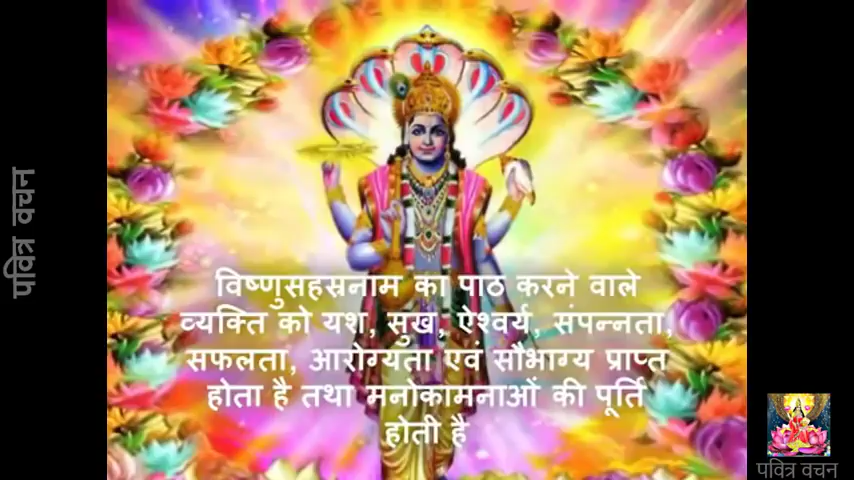 पवित्र वचन
विष्णुसहस्रनाम का पाठ करने वाले
व्यक्ति को यश, सुख, ऐश्वर्य, संपन्नता,
सफलता, आरोग्यता एवं सौभाग्य प्राप्त
होता है तथा मनोकामनाओं की पूर्ति
होती है
पवित्र वचन